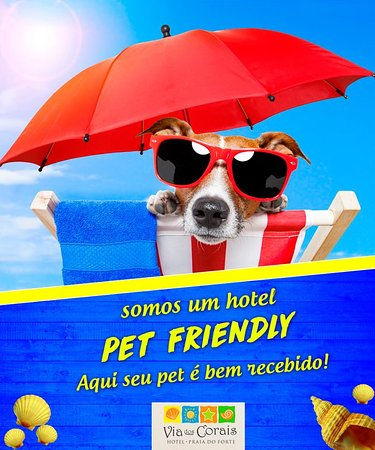 somos um hotel
PET FRIENDLY
Aqui seu pet é bem recebido!
Via dos Corais
HOTEL • PRAIA DO FORTE